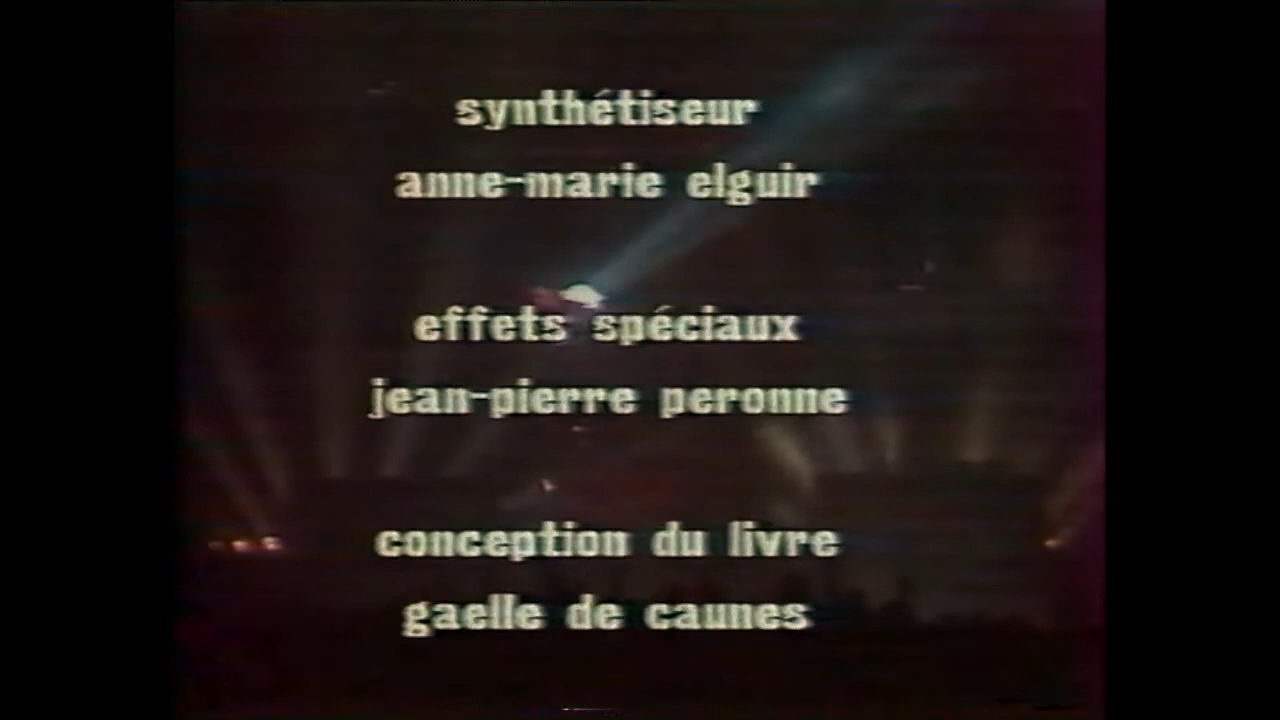 synthétiseur
anne-marie elguir
effets spéciaux
jean-pierre peronne
conception du livre
gaelle de caunes